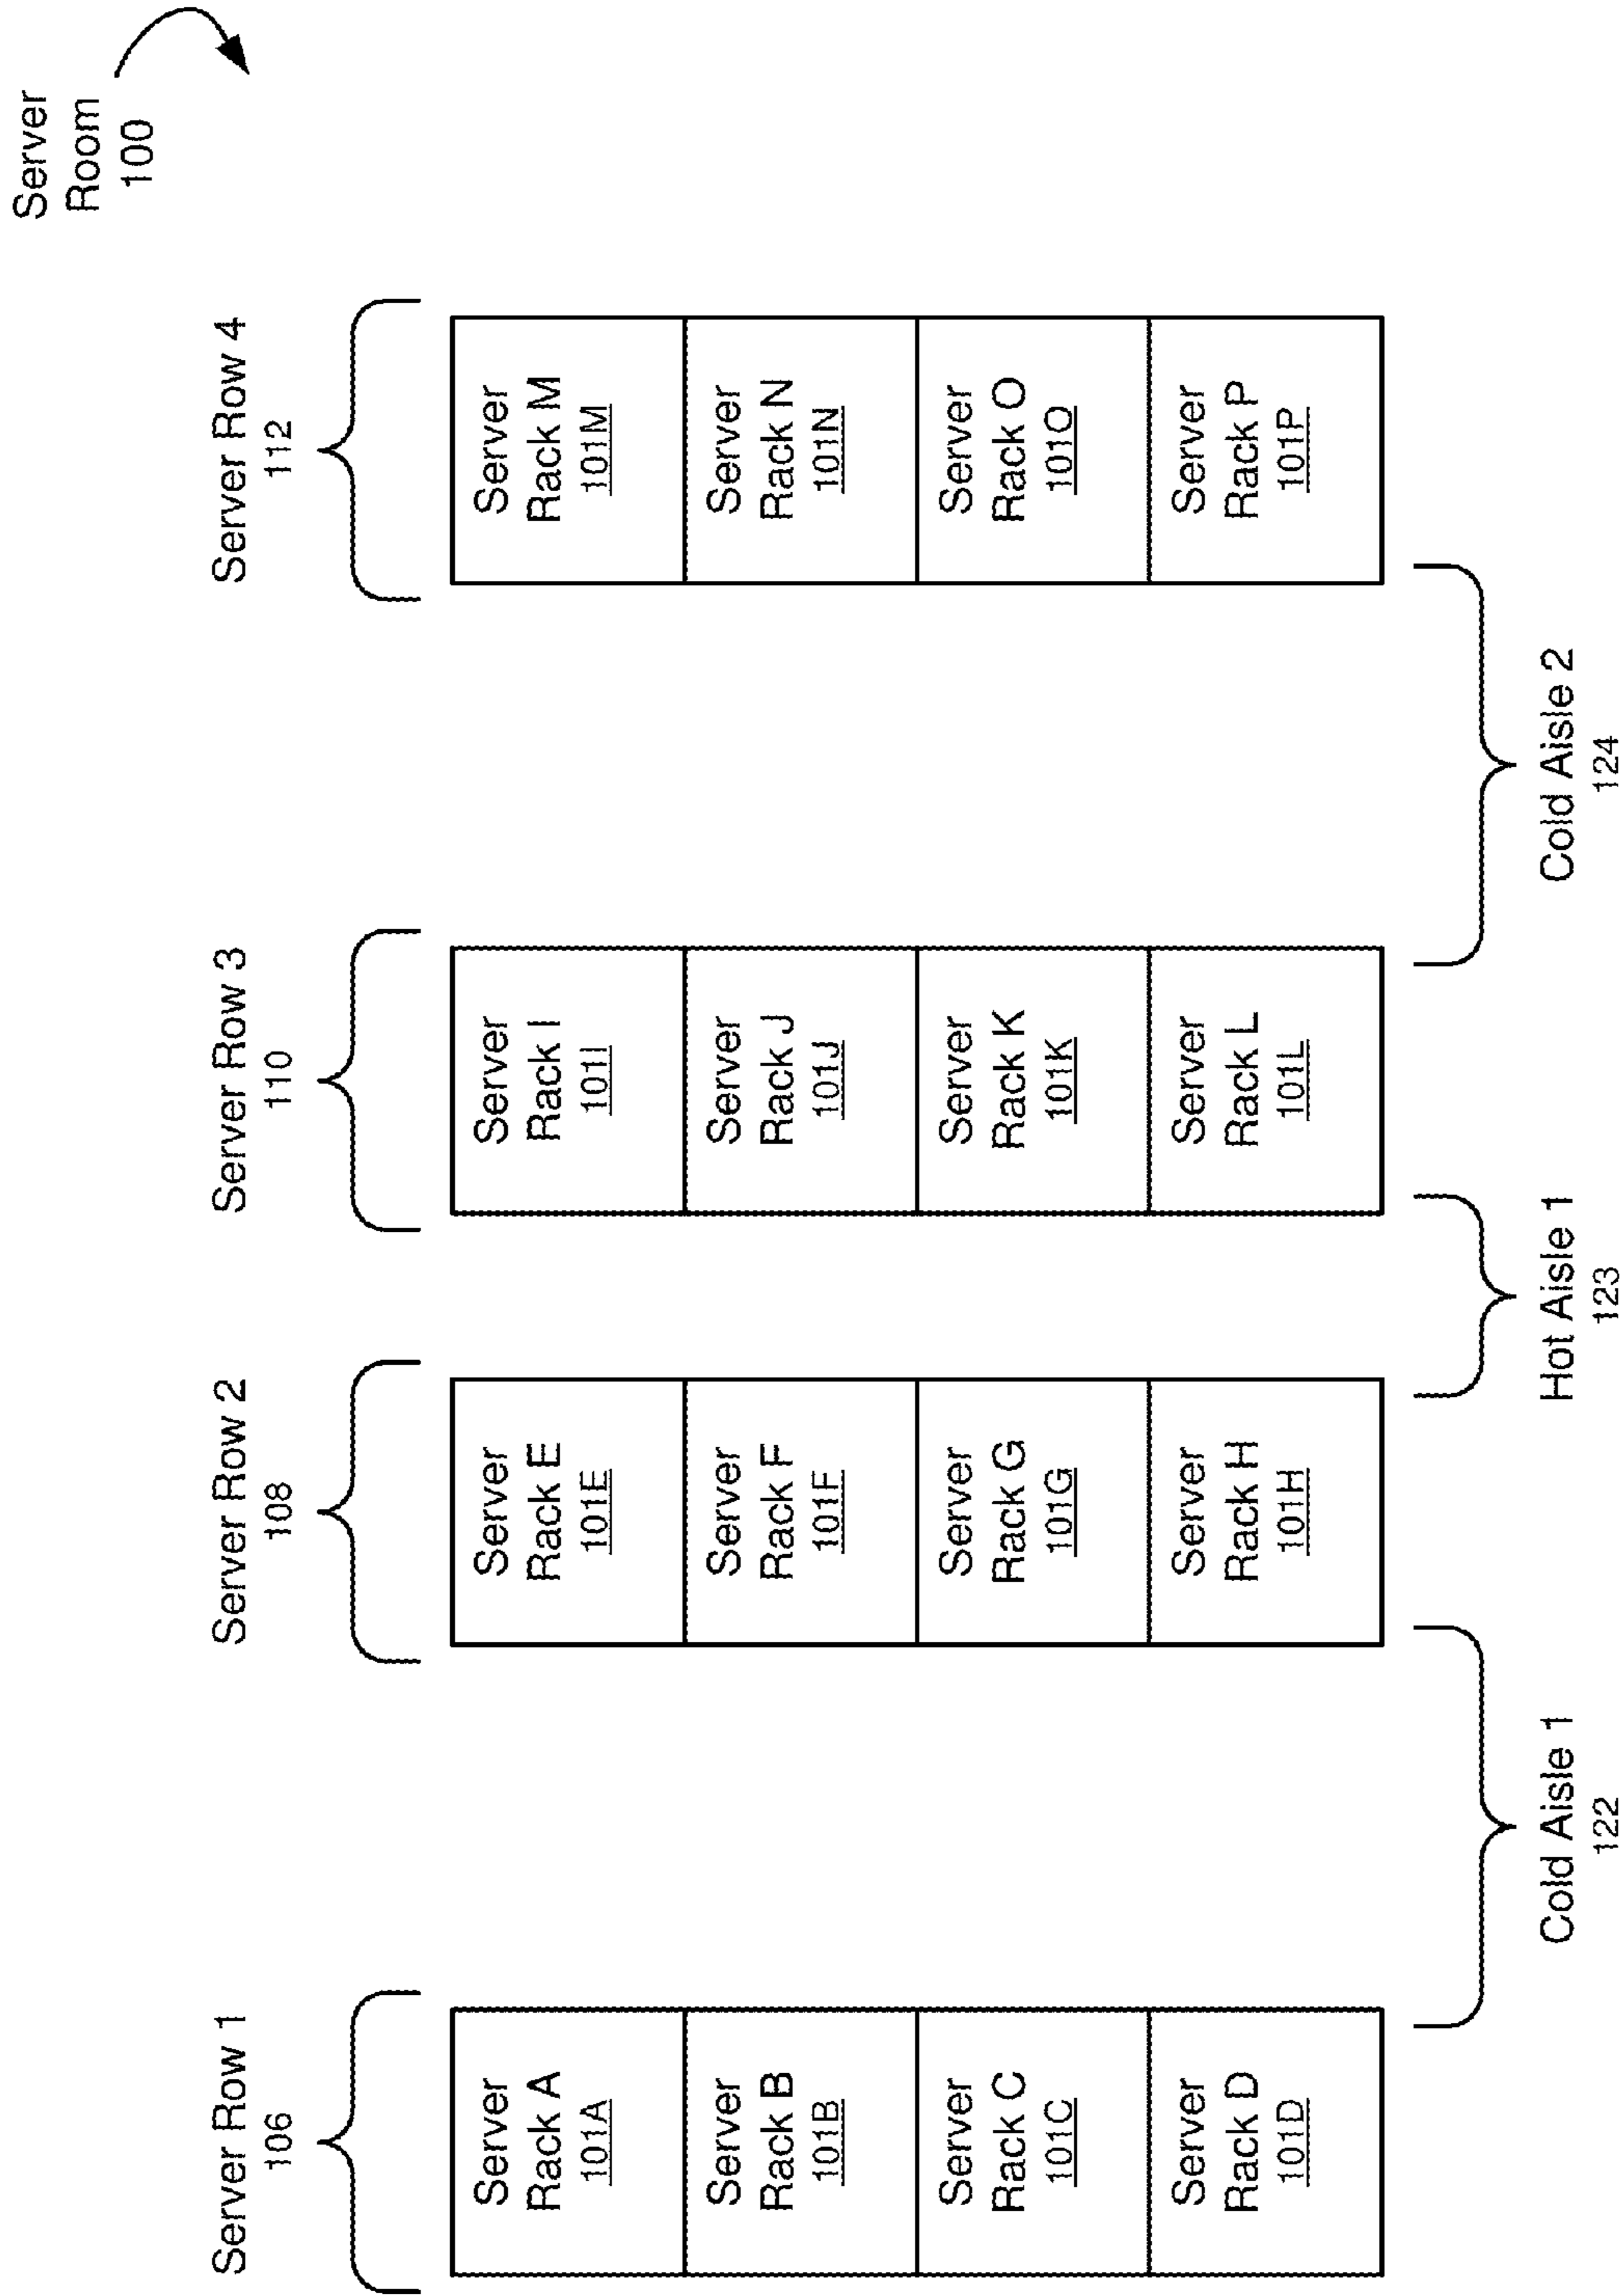 Server
Room
100
Server Row 1
106
Server Row 2
108
Server Row 3
110
Server Row 4
112
Server
Rack A
101A
Server
Rack B
101B
Server
Rack C
101C
Server
Rack D
101D
Server
Rack E
101E
Server
Rack F
101F
Server
Rack G
101G
Server
Rack H
101H
Server
Rack I
101I
Server
Rack J
101J
Server
Rack K
101K
Server
Rack L
101L
Server
Rack M
101M
Server
Rack N
101N
Server
Rack O
101O
Server
Rack P
101P
Cold Aisle 1
122
Hot Aisle 1
123
Cold Aisle 2
124